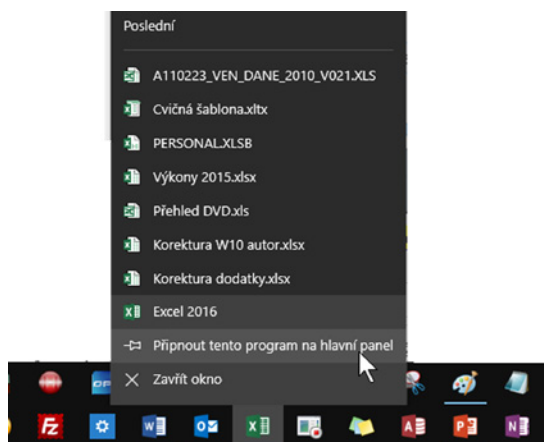 Poslední
A110223_VEN_DANE_2010_V021.XLS
Cvičná šablona.xltx
PERSONAL.XLSB
Výkony 2015.xlsx
Přehled DVD.xls
Korektura W10 autor.xlsx
Korektura dodatky.xlsx
Excel 2016
Připnout tento program na hlavní panel
Zavřít okno